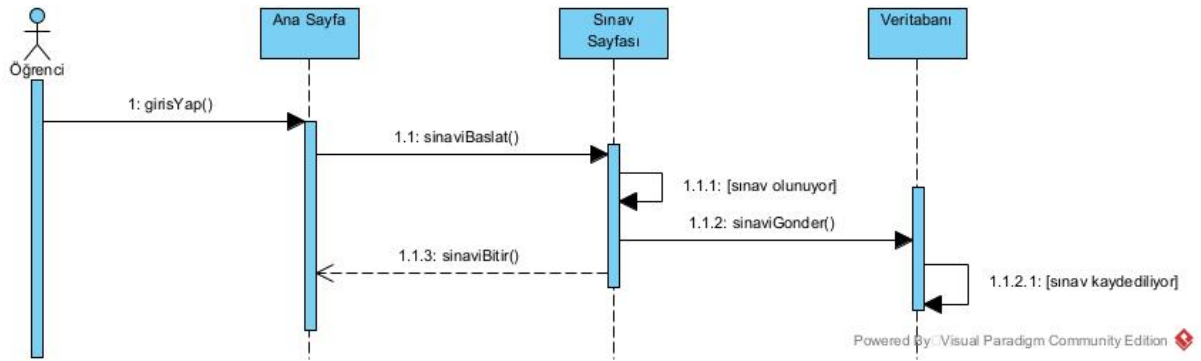 Ana Sayfa
Sınav
Sayfası
Veritabanı
Öğrenci
1: girisYap()
1.1: sinaviBaslat()
1.1.1: [sınav olunuyor]
1.1.2: sinaviGonder()
1.1.3: sinaviBitir()
1.1.2.1: [sınav kaydediliyor]
Powered By Visual Paradigm Community Edition